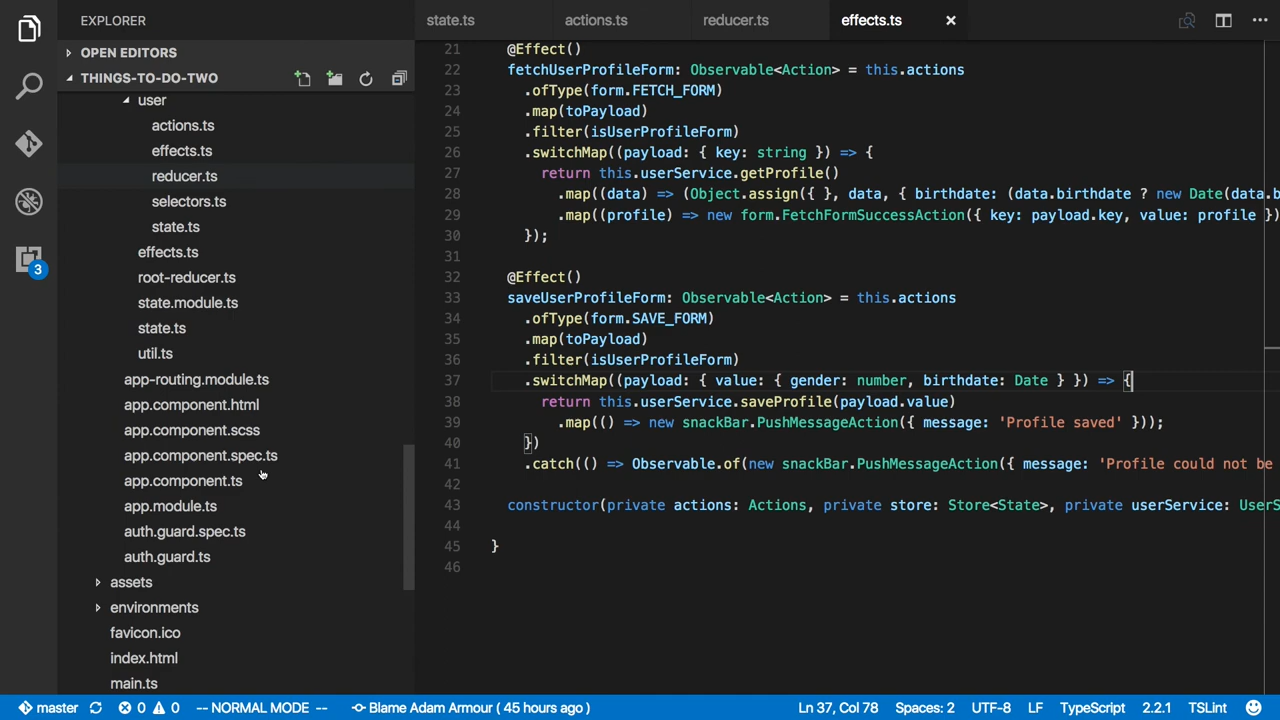 EXPLORER
OPEN EDITORS
THINGS-TO-DO-TWO
user
actions.ts
effects.ts
reducer.ts
selectors.ts
state.ts
effects.ts
root-reducer.ts
state.module.ts
state.ts
util.ts
app-routing.module.ts
app.component.html
app.component.scss
app.component.spec.ts
app.component.ts
app.module.ts
auth.guard.spec.ts
auth.guard.ts
assets
environments
favicon.ico
index.html
main.ts
3
state.ts actions.ts reducer.ts effects.ts
21 @Effect()
22 fetchUserProfileForm: Observable<Action> = this.actions
23 .ofType(form.FETCH_FORM)
24 .map(toPayload)
25 .filter(isUserProfileForm)
26 .switchMap((payload: { key: string }) => {
27 return this.userService.getProfile()
28 .map((data) => (Object.assign({ }, data, { birthdate: (data.birthdate ? new Date(data.b
29 .map((profile) => new form.FetchFormSuccessAction({ key: payload.key, value: profile })
30 });
31
32 @Effect()
33 saveUserProfileForm: Observable<Action> = this.actions
34 .ofType(form.SAVE_FORM)
35 .map(toPayload)
36 .filter(isUserProfileForm)
37 .switchMap((payload: { value: { gender: number, birthdate: Date } }) => {
38 return this.userService.saveProfile(payload.value)
39 .map(() => new snackBar.PushMessageAction({ message: 'Profile saved' }));
40 })
41 .catch(() => Observable.of(new snackBar.PushMessageAction({ message: 'Profile could not be
42
43 constructor(private actions: Actions, private store: Store<State>, private userService: UserS
44
45 }
46
master 0 0 -- NORMAL MODE -- Blame Adam Armour ( 45 hours ago ) Ln 37, Col 78 Spaces: 2 UTF-8 LF TypeScript 2.2.1 TSLint